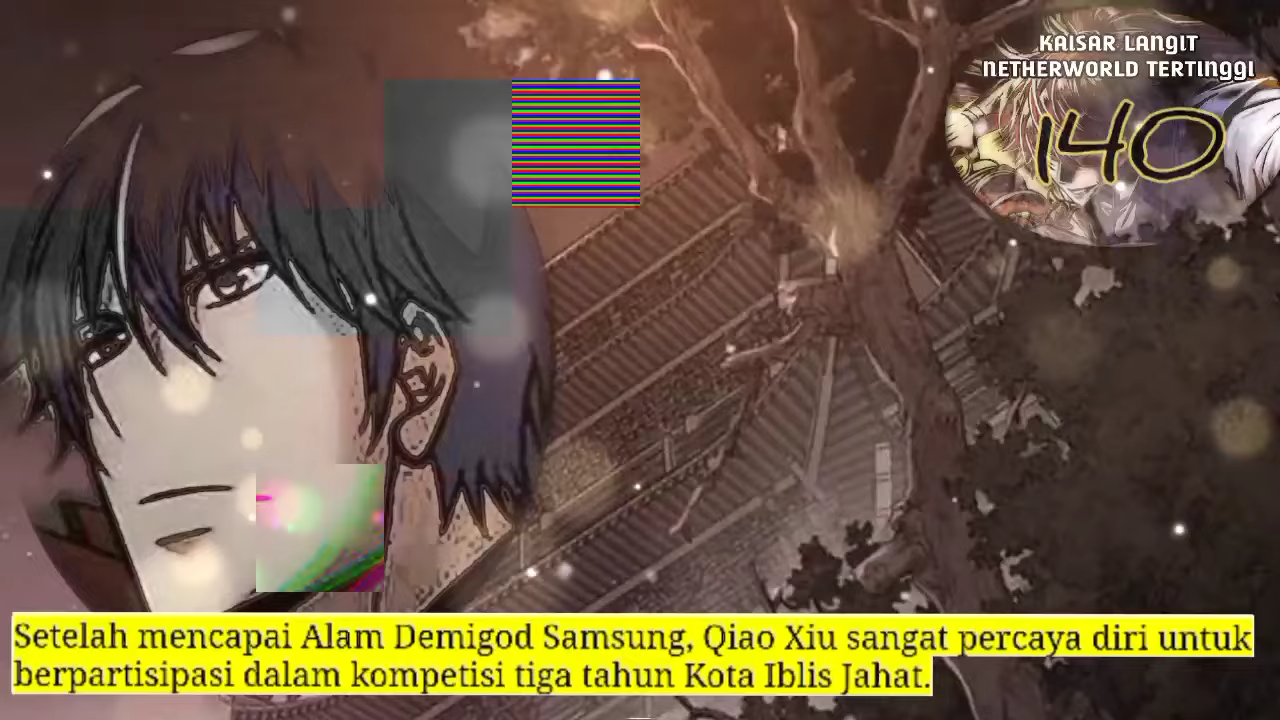 KAISAR LANGIT
NETHERWORLD TERTINGGI
140
Setelah mencapai Alam Demigod Samsung, Qiao Xiu sangat percaya diri untuk
berpartisipasi dalam kompetisi tiga tahun Kota Iblis Jahat.